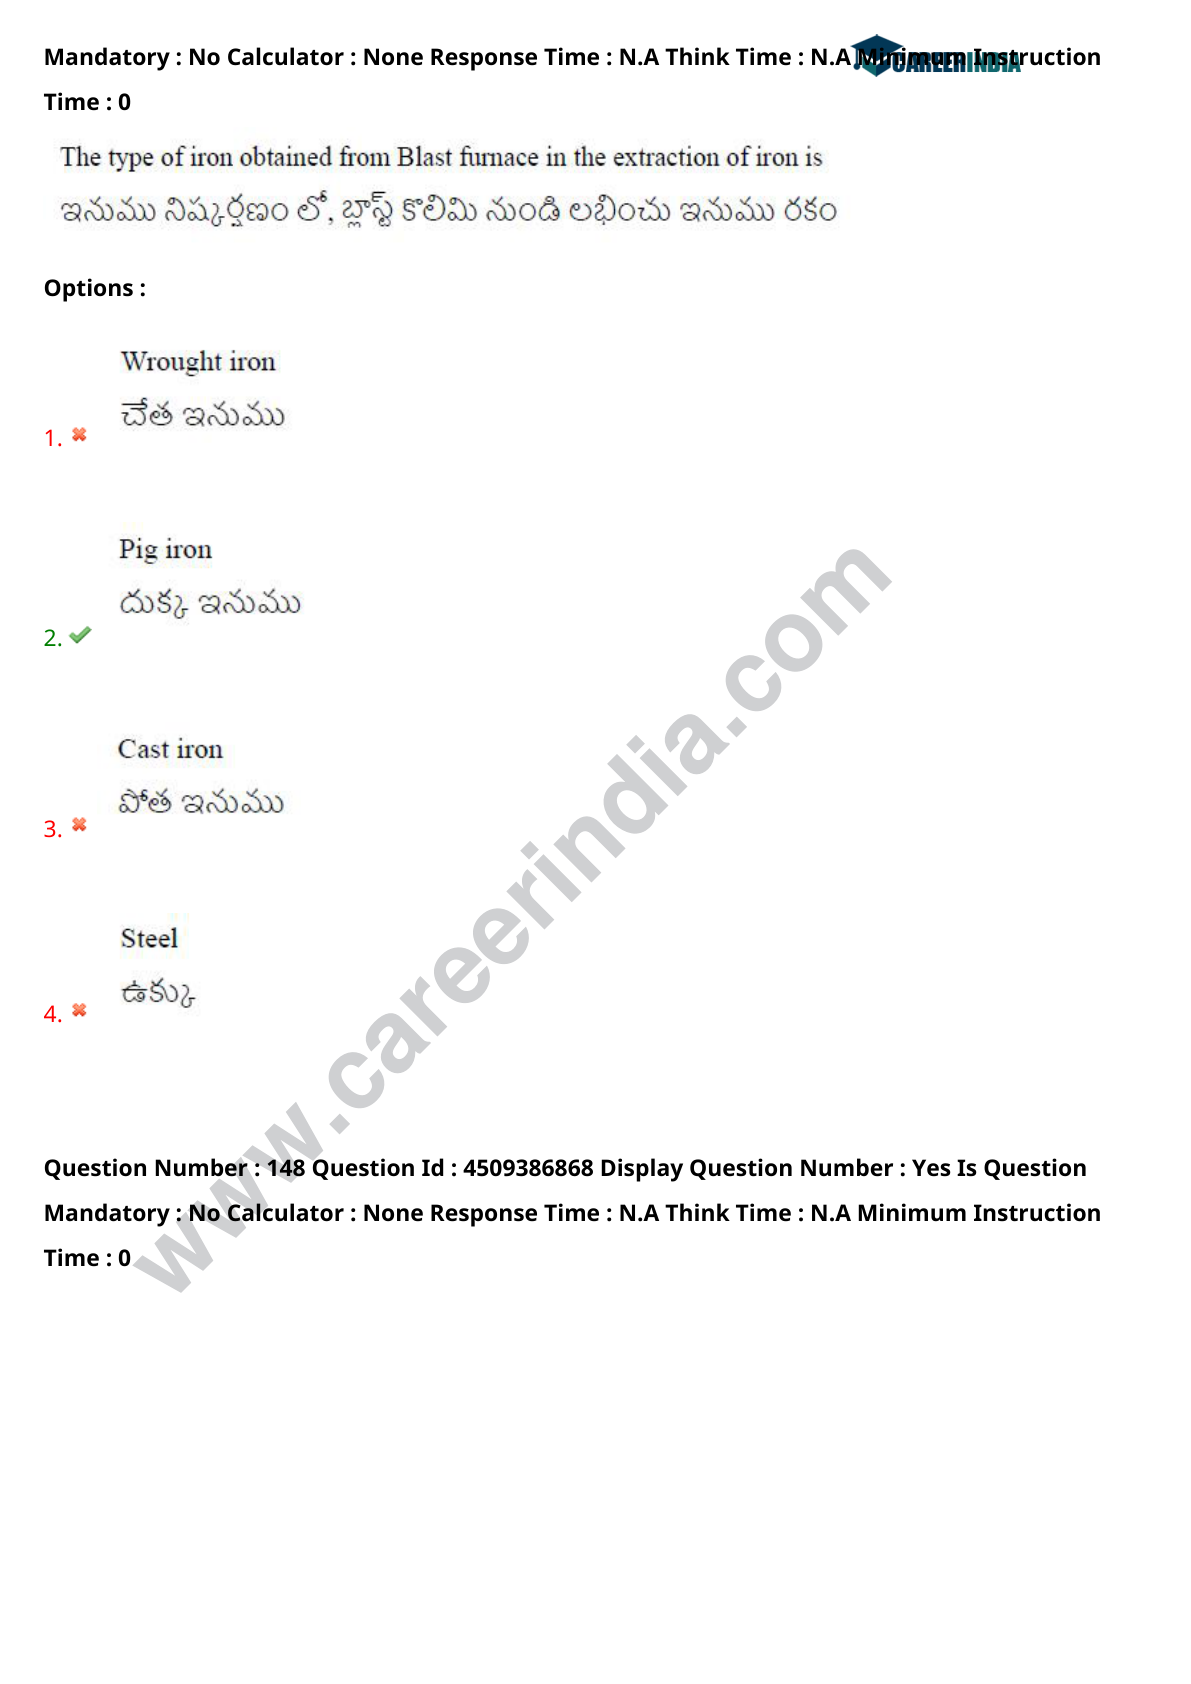 Mandatory : No Calculator : None Response Time : N.A Think Time : N.A Minimum Instruction
CAREERINDIA
Time : 0
The type of iron obtained from Blast furnace in the extraction of iron is
ఇనుము నిష్కర్షణం లో, బ్లాస్ట్ కొలిమి నుండి లభించు ఇనుము రకం
Options :
Wrought iron
చేత ఇనుము
1.
Pig iron
దుక్క ఇనుము
2.
Cast iron
పోత ఇనుము
3.
Steel
ఉక్కు
4.
www.careerindia.com
Question Number : 148 Question Id : 4509386868 Display Question Number : Yes Is Question
Mandatory : No Calculator : None Response Time : N.A Think Time : N.A Minimum Instruction
Time : 0